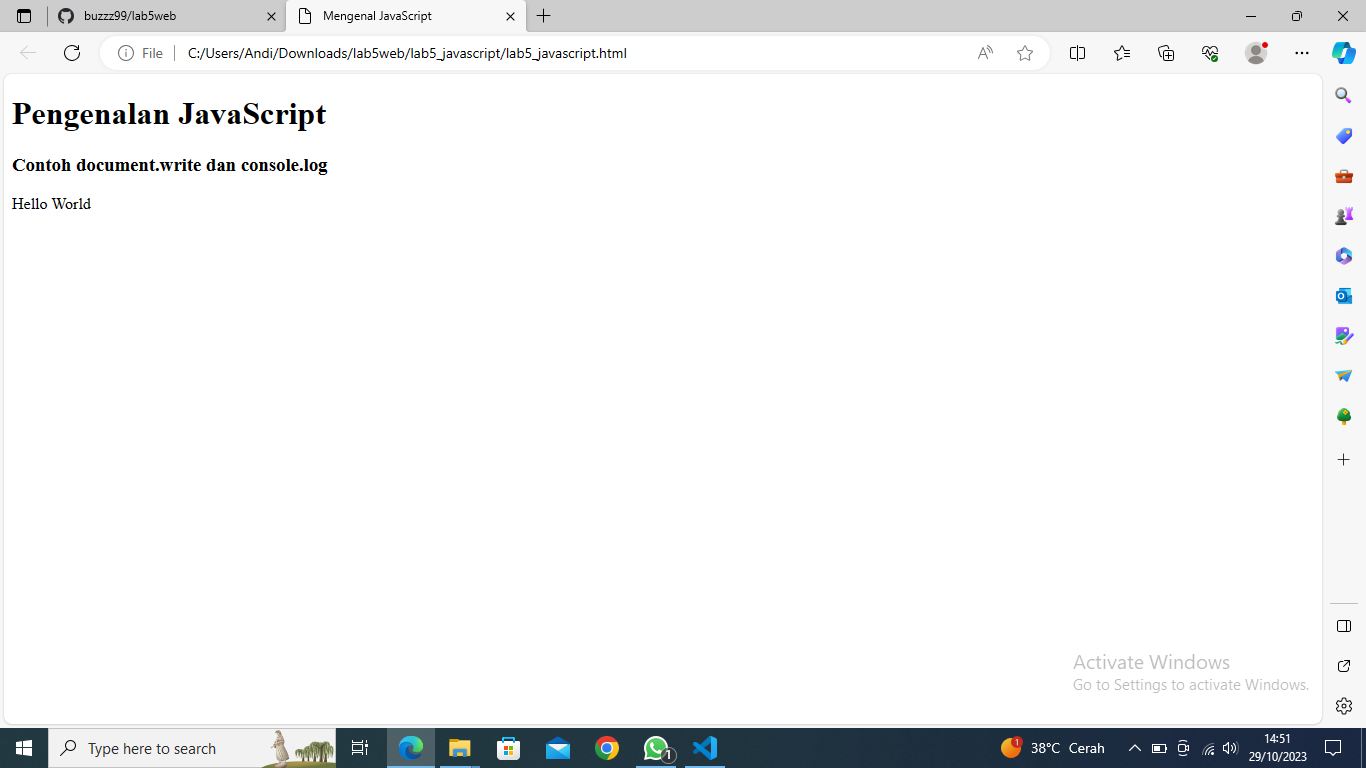 buzzz99/lab5web
Mengenal JavaScript
File
C:/Users/Andi/Downloads/lab5web/lab5_javascript/lab5_javascript.html
Pengenalan JavaScript
Contoh document.write dan console.log
Hello World
Activate Windows
Go to Settings to activate Windows.
Type here to search
1
1
38°C Cerah
14:51
29/10/2023